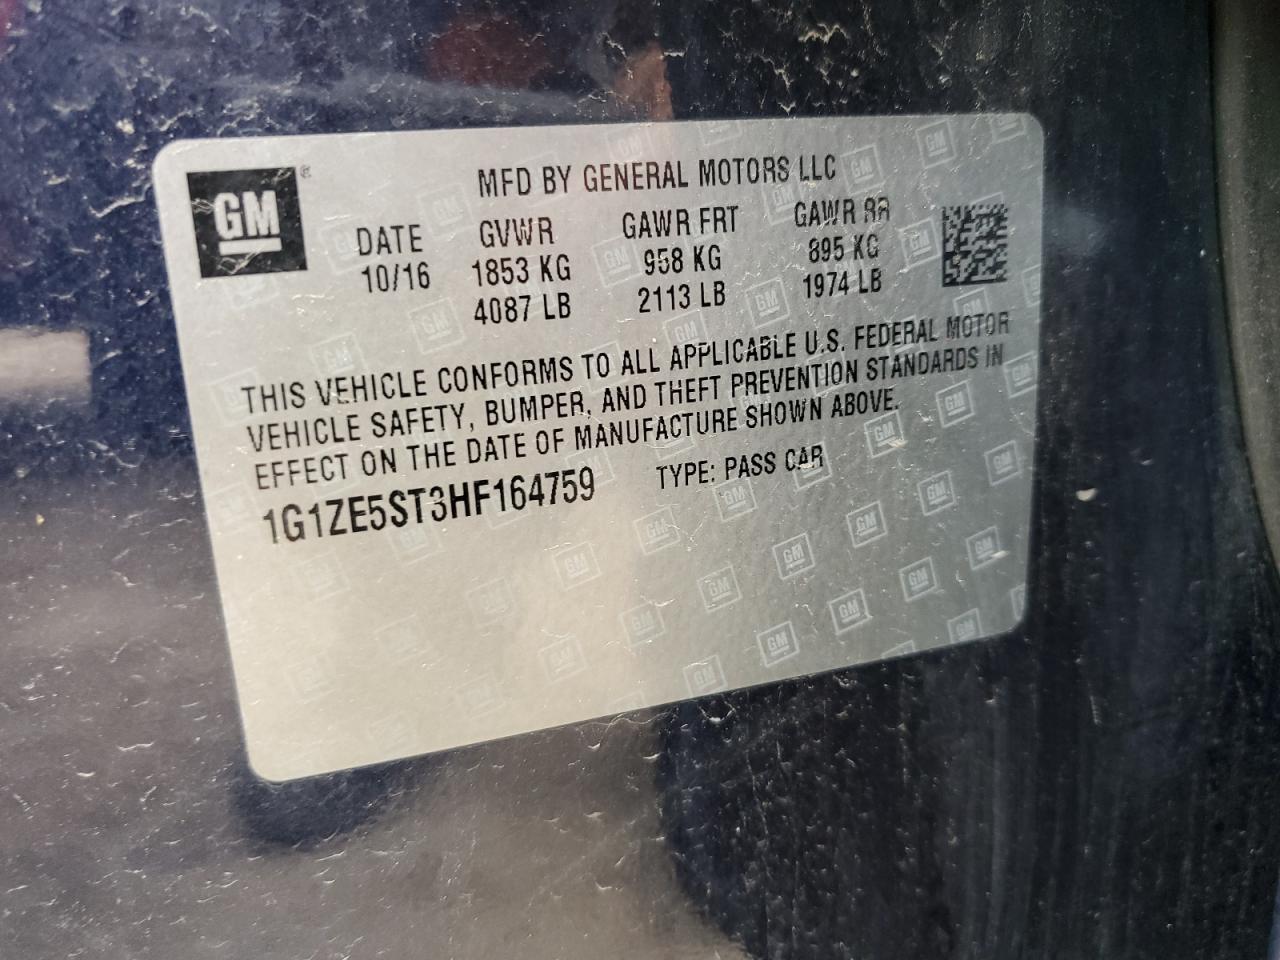 GM
MFD BY GENERAL MOTORS LLC
DATE GVWR GAWR FRT GAWR RR
10/16 1853 KG 958 KG 895 KG
4087 LB 2113 LB 1974 LB
THIS VEHICLE CONFORMS TO ALL APPLICABLE U.S. FEDERAL MOTOR
VEHICLE SAFETY, BUMPER, AND THEFT PREVENTION STANDARDS IN
EFFECT ON THE DATE OF MANUFACTURE SHOWN ABOVE.
1G1ZE5ST3HF164759 TYPE: PASS CAR